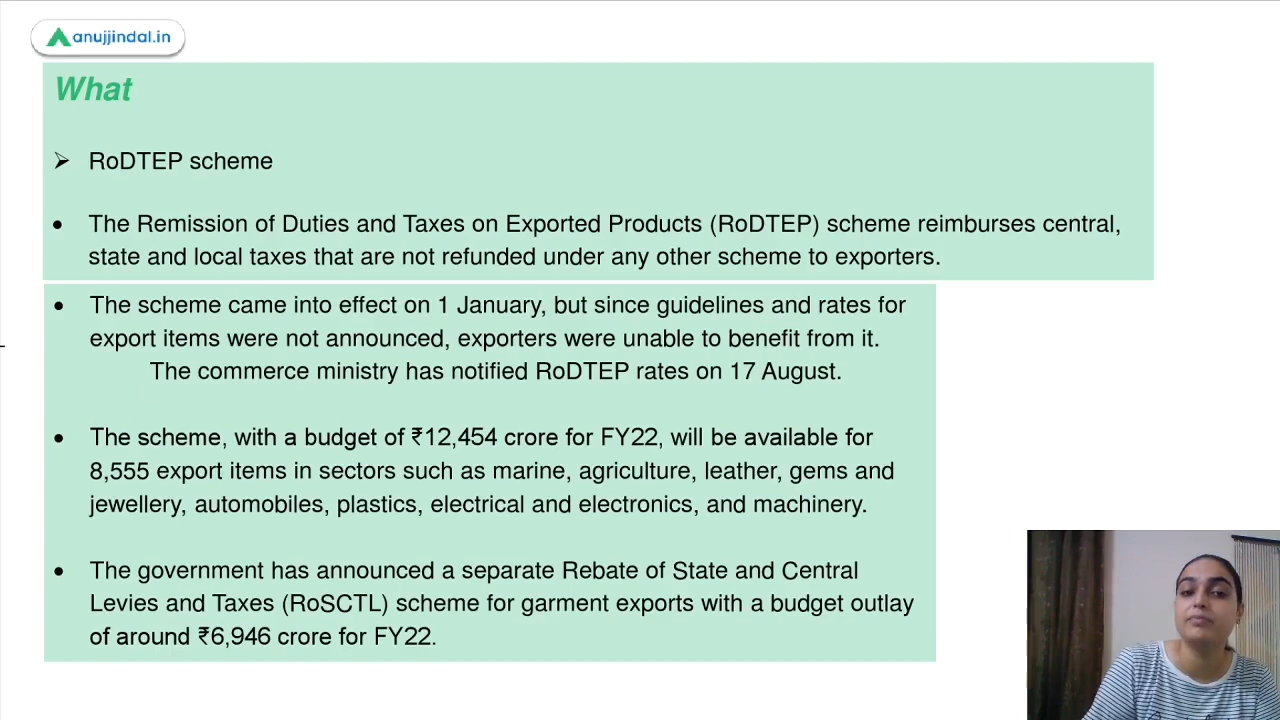 anujjindal.in
What
➢ RoDTEP scheme
• The Remission of Duties and Taxes on Exported Products (RoDTEP) scheme reimburses central,
state and local taxes that are not refunded under any other scheme to exporters.
• The scheme came into effect on 1 January, but since guidelines and rates for
export items were not announced, exporters were unable to benefit from it.
The commerce ministry has notified RoDTEP rates on 17 August.
• The scheme, with a budget of ₹12,454 crore for FY22, will be available for
8,555 export items in sectors such as marine, agriculture, leather, gems and
jewellery, automobiles, plastics, electrical and electronics, and machinery.
• The government has announced a separate Rebate of State and Central
Levies and Taxes (RoSCTL) scheme for garment exports with a budget outlay
of around ₹6,946 crore for FY22.